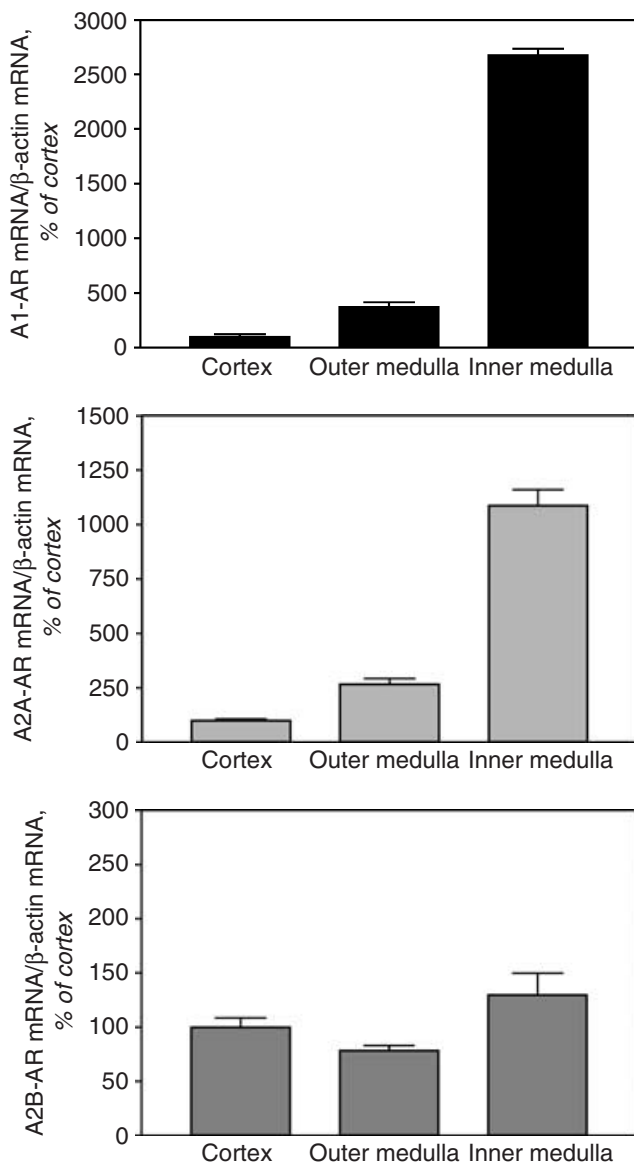 A1-AR mRNA/β-actin mRNA,
% of cortex
3000
2500
2000
1500
1000
500
0
Cortex Outer medulla Inner medulla
A2A-AR mRNA/β-actin mRNA,
% of cortex
1500
1250
1000
750
500
250
0
Cortex Outer medulla Inner medulla
A2B-AR mRNA/β-actin mRNA,
% of cortex
300
250
200
150
100
50
0
Cortex Outer medulla Inner medulla